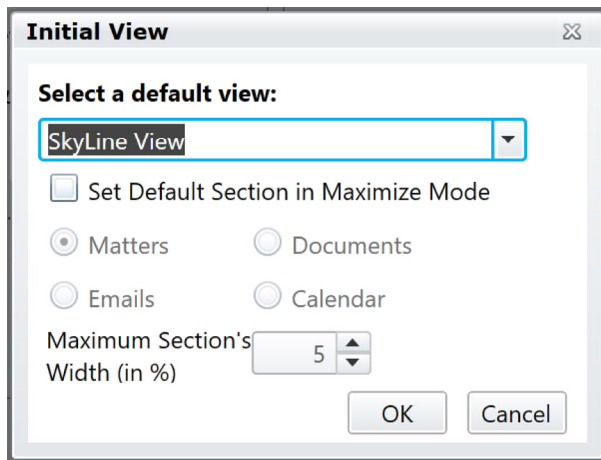 Initial View
Select a default view:
SkyLine View
Set Default Section in Maximize Mode
Matters Documents
Emails Calendar
Maximum Section's
Width (in %)
5
OK Cancel